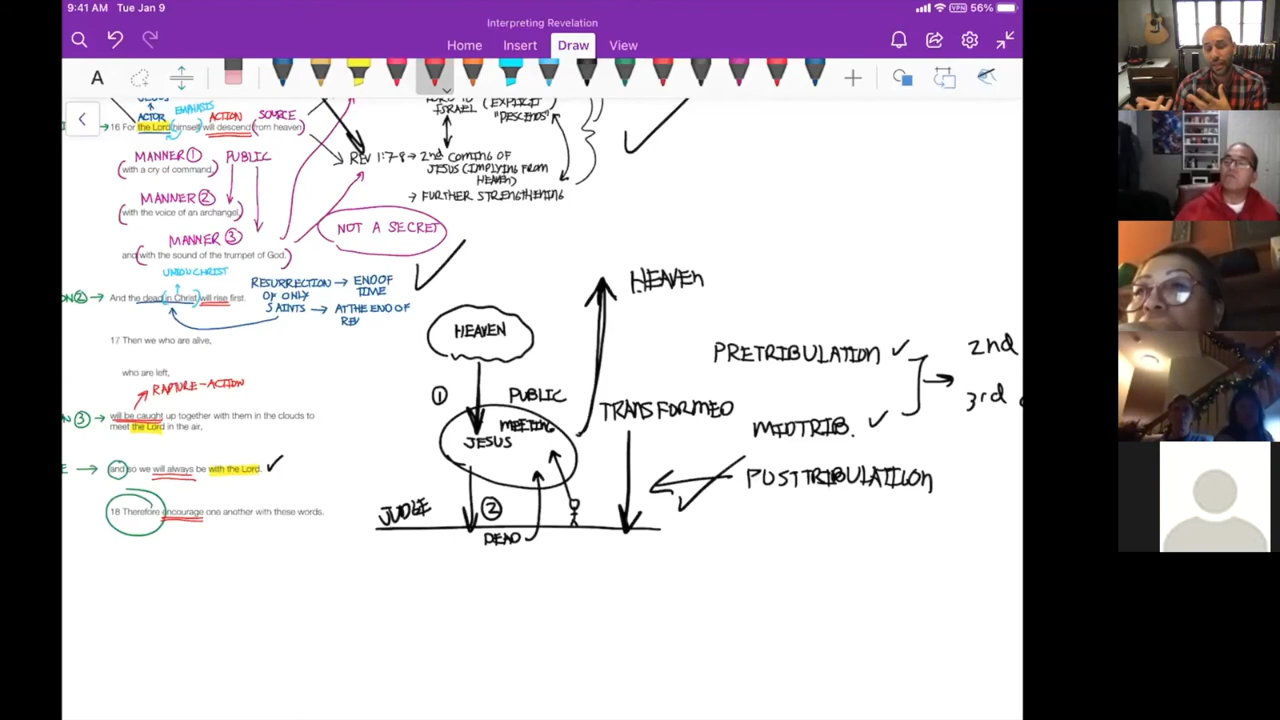 9:41 AM Tue Jan 9
VPN 56%
Interpreting Revelation
Home Insert Draw View
A
ACTOR
EMPHASIS
ACTION
SOURCE
16 For the Lord himself will descend from heaven
MANNER 1 PUBLIC
(with a cry of command,)
MANNER 2
(with the voice of an archangel,)
MANNER 3
and (with the sound of the trumpet of God.)
ISRAEL
"DESCENDS"
REV 1:7-8 → 2nd COMING OF
JESUS (IMPLYING FROM
HEAVEN)
→ FURTHER STRENGTHENING
NOT A SECRET
UNION CHRIST
And the dead in Christ will rise first.
RESURRECTION → END OF
OF ONLY TIME
SAINTS → AT THE END OF
REV
17 Then we who are alive,
who are left,
RAPTURE-ACTION
3 → will be caught up together with them in the clouds to
meet the Lord in the air,
and so we will always be with the Lord.
18 Therefore encourage one another with these words.
HEAVEN
HEAVEN
1
PUBLIC
MEETING
JESUS
TRANSFORMED
JUDGE
2
DEAD
PRETRIBULATION
MIDTRIB.
POSTTRIBULATION
2nd
3rd